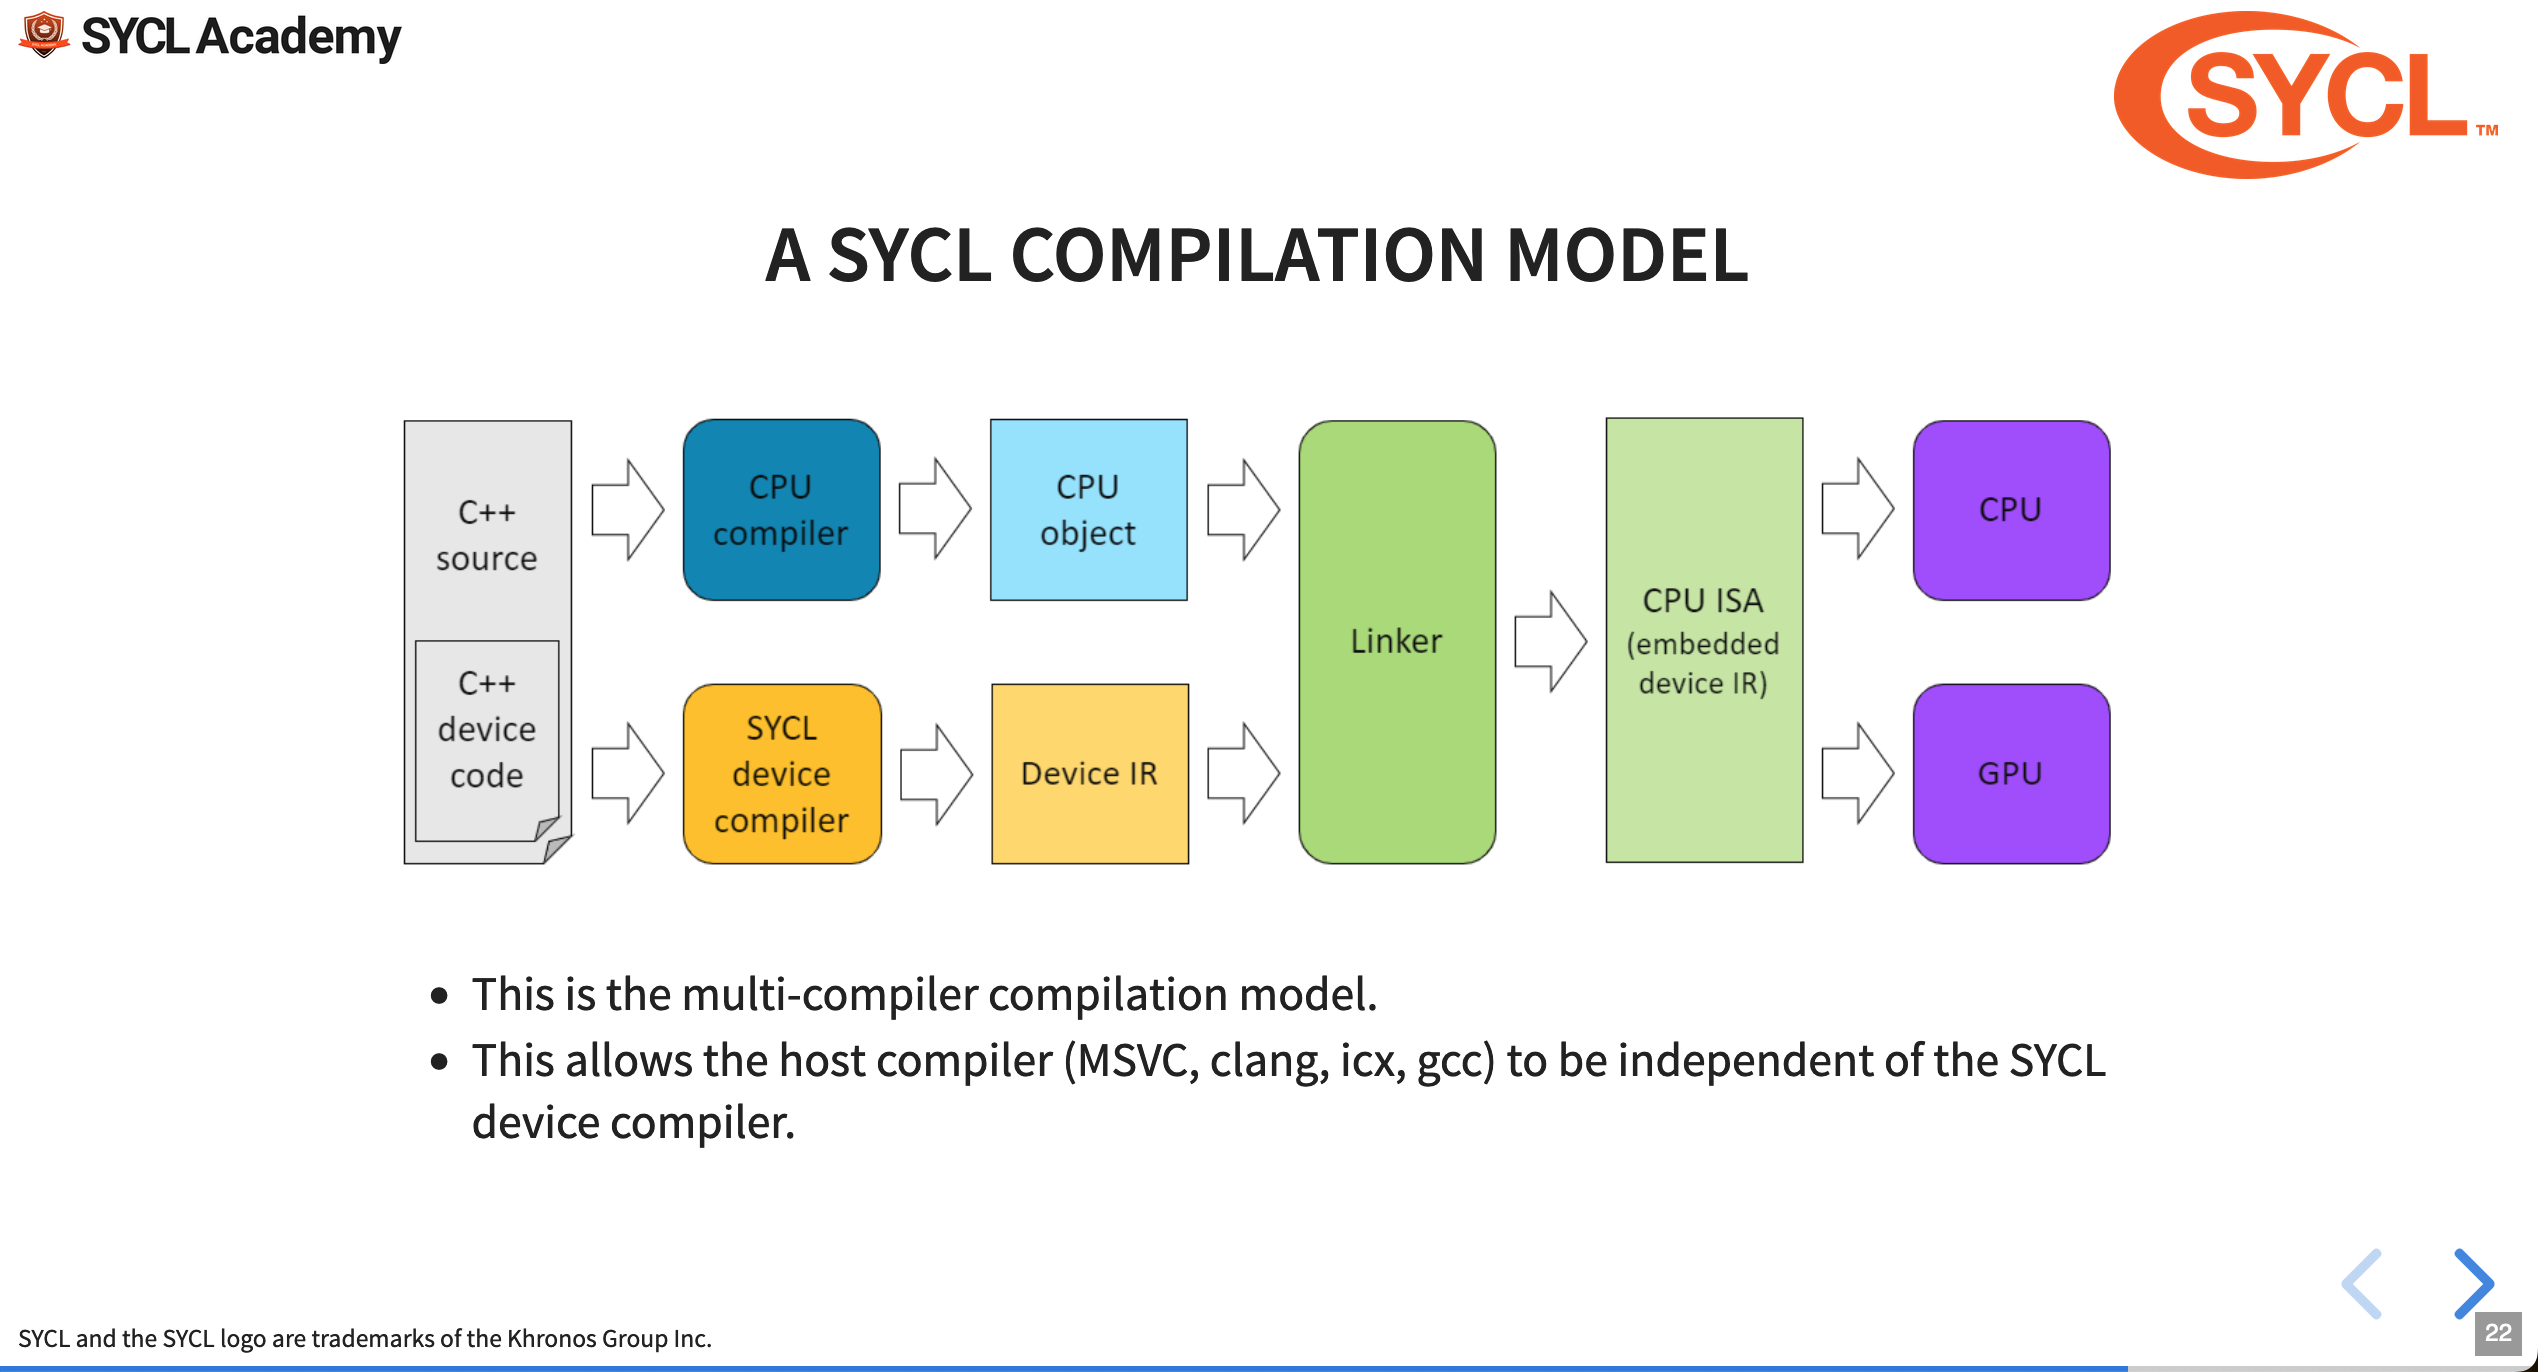 SYCL Academy
SYCL™
A SYCL COMPILATION MODEL
C++
source
C++
device
code
CPU
compiler
SYCL
device
compiler
CPU
object
Device IR
Linker
CPU ISA
(embedded
device IR)
CPU
GPU
• This is the multi-compiler compilation model.
• This allows the host compiler (MSVC, clang, icx, gcc) to be independent of the SYCL
device compiler.
SYCL and the SYCL logo are trademarks of the Khronos Group Inc.
22